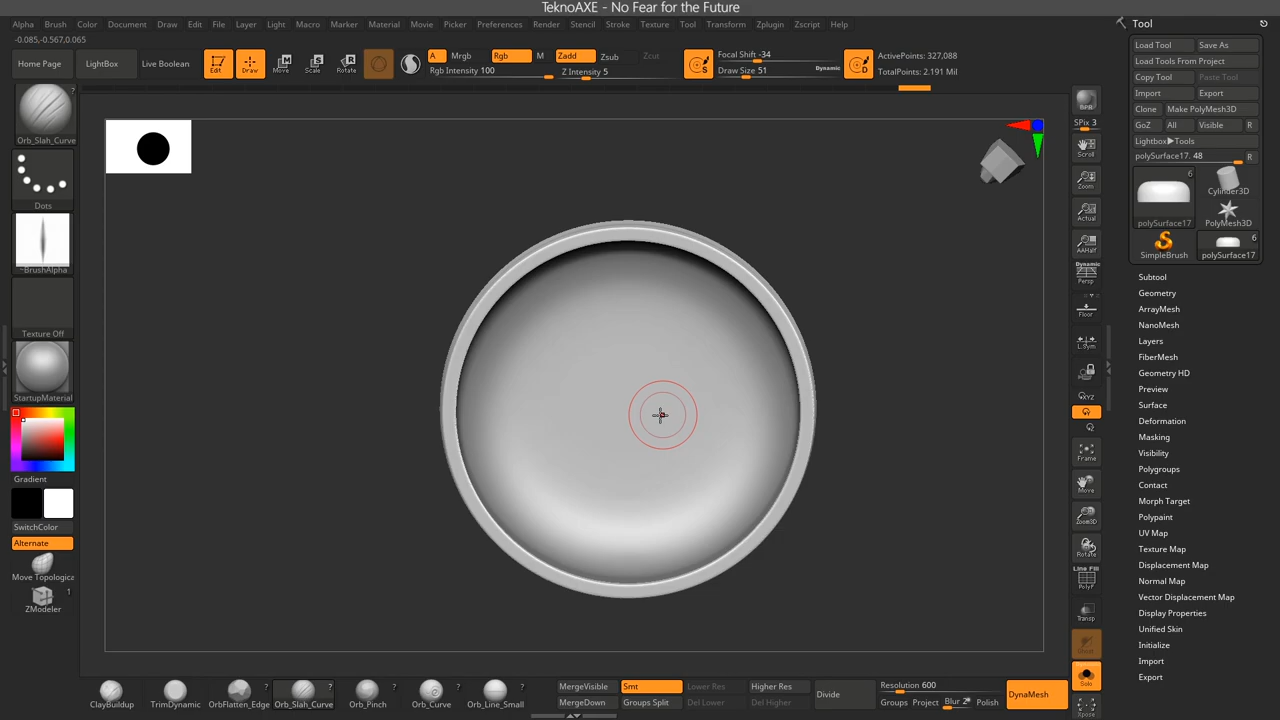 TeknoAXE - No Fear for the Future
Alpha Brush Color Document Draw Edit File Layer Light Macro Marker Material Movie Picker Preferences Render Stencil Stroke Texture Tool Transform Zplugin Zscript Help
-0.085,-0.567,0.065
Home Page LightBox Live Boolean Edit Draw Move Scale Rotate
A Mrgb Rgb M Zadd Zsub Zcut
Rgb Intensity 100 Z Intensity 5
Focal Shift -34
Draw Size 51 Dynamic
ActivePoints: 327,088
TotalPoints: 2.191 Mil
Orb_Slah_Curve
Dots
~BrushAlpha
Texture Off
StartupMaterial
Gradient
SwitchColor
Alternate
Move Topologica
1
ZModeler
BPR
SPix 3
Scroll
Zoom
Actual
AAHalf
Dynamic
Persp
Floor
L.Sym
Frame
Move
Zoom3D
Rotate
Line Fill
PolyF
Transp
Ghost
Solo
Xpose
Tool
Load Tool Save As
Load Tools From Project
Copy Tool Paste Tool
Import Export
Clone Make PolyMesh3D
GoZ All Visible R
Lightbox▶Tools
polySurface17. 48 R
6
Cylinder3D
polySurface17 PolyMesh3D
6
SimpleBrush polySurface17
Subtool
Geometry
ArrayMesh
NanoMesh
Layers
FiberMesh
Geometry HD
Preview
Surface
Deformation
Masking
Visibility
Polygroups
Contact
Morph Target
Polypaint
UV Map
Texture Map
Displacement Map
Normal Map
Vector Displacement Map
Display Properties
Unified Skin
Initialize
Import
Export
ClayBuildup TrimDynamic OrbFlatten_Edge Orb_Slah_Curve Orb_Pinch Orb_Curve Orb_Line_Small
MergeVisible Smt Lower Res Higher Res
MergeDown Groups Split Del Lower Del Higher
Divide
Resolution 600
Groups Project Blur 2 Polish
DynaMesh